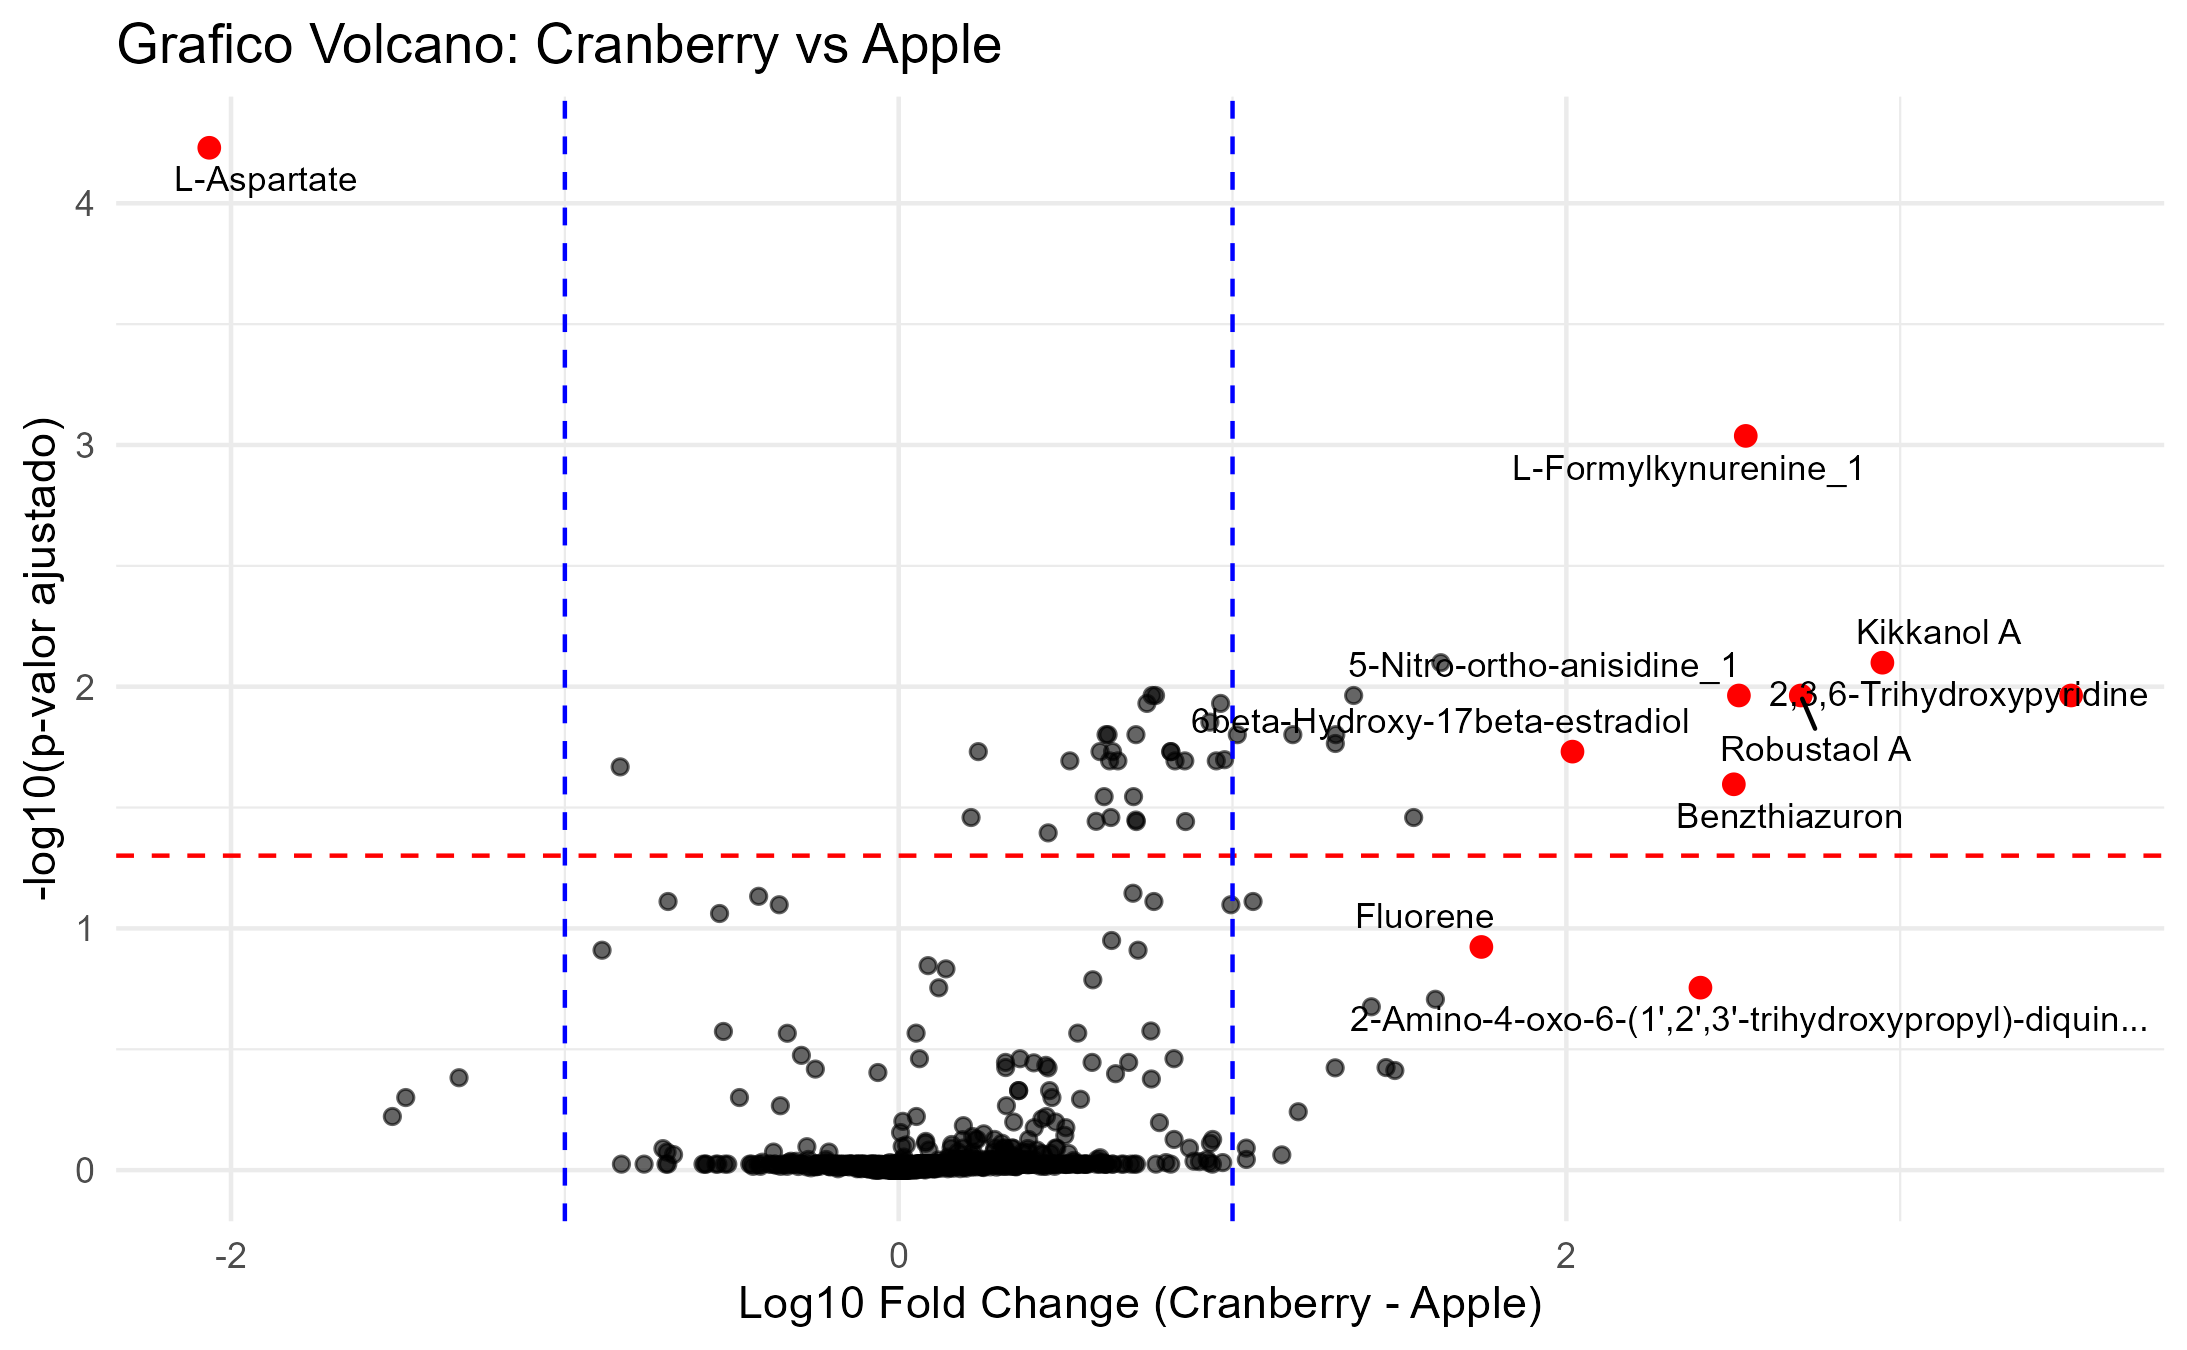 Grafico Volcano: Cranberry vs Apple
-log10(p-valor ajustado)
4
3
2
1
0
L-Aspartate
L-Formylkynurenine_1
Kikkanol A
5-Nitro-ortho-anisidine_1
2,3,6-Trihydroxypyridine
6beta-Hydroxy-17beta-estradiol
Robustaol A
Benzthiazuron
Fluorene
2-Amino-4-oxo-6-(1',2',3'-trihydroxypropyl)-diquin...
-2
0
2
Log10 Fold Change (Cranberry - Apple)